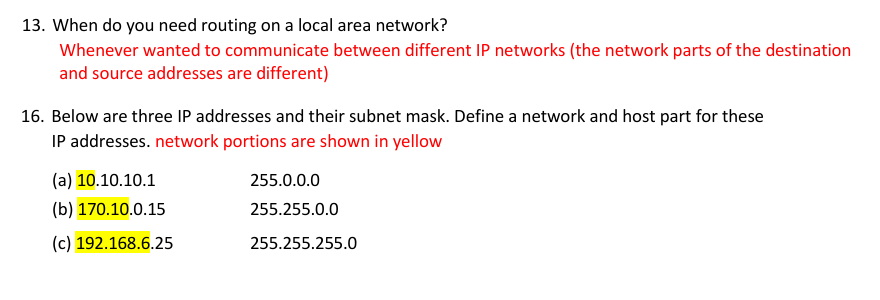 13. When do you need routing on a local area network?
Whenever wanted to communicate between different IP networks (the network parts of the destination
and source addresses are different)
16. Below are three IP addresses and their subnet mask. Define a network and host part for these
IP addresses. network portions are shown in yellow
(a) 10.10.10.1 255.0.0.0
(b) 170.10.0.15 255.255.0.0
(c) 192.168.6.25 255.255.255.0